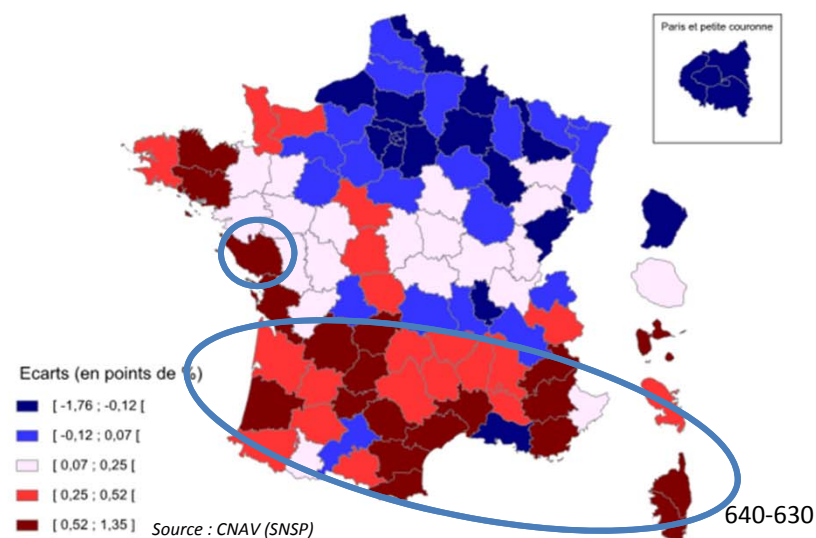 Paris et petite couronne
Ecarts (en points de %)
[ -1,76 ; -0,12 [
[ -0,12 ; 0,07 [
[ 0,07 ; 0,25 [
[ 0,25 ; 0,52 [
[ 0,52 ; 1,35 ]
Source : CNAV (SNSP)
640-630